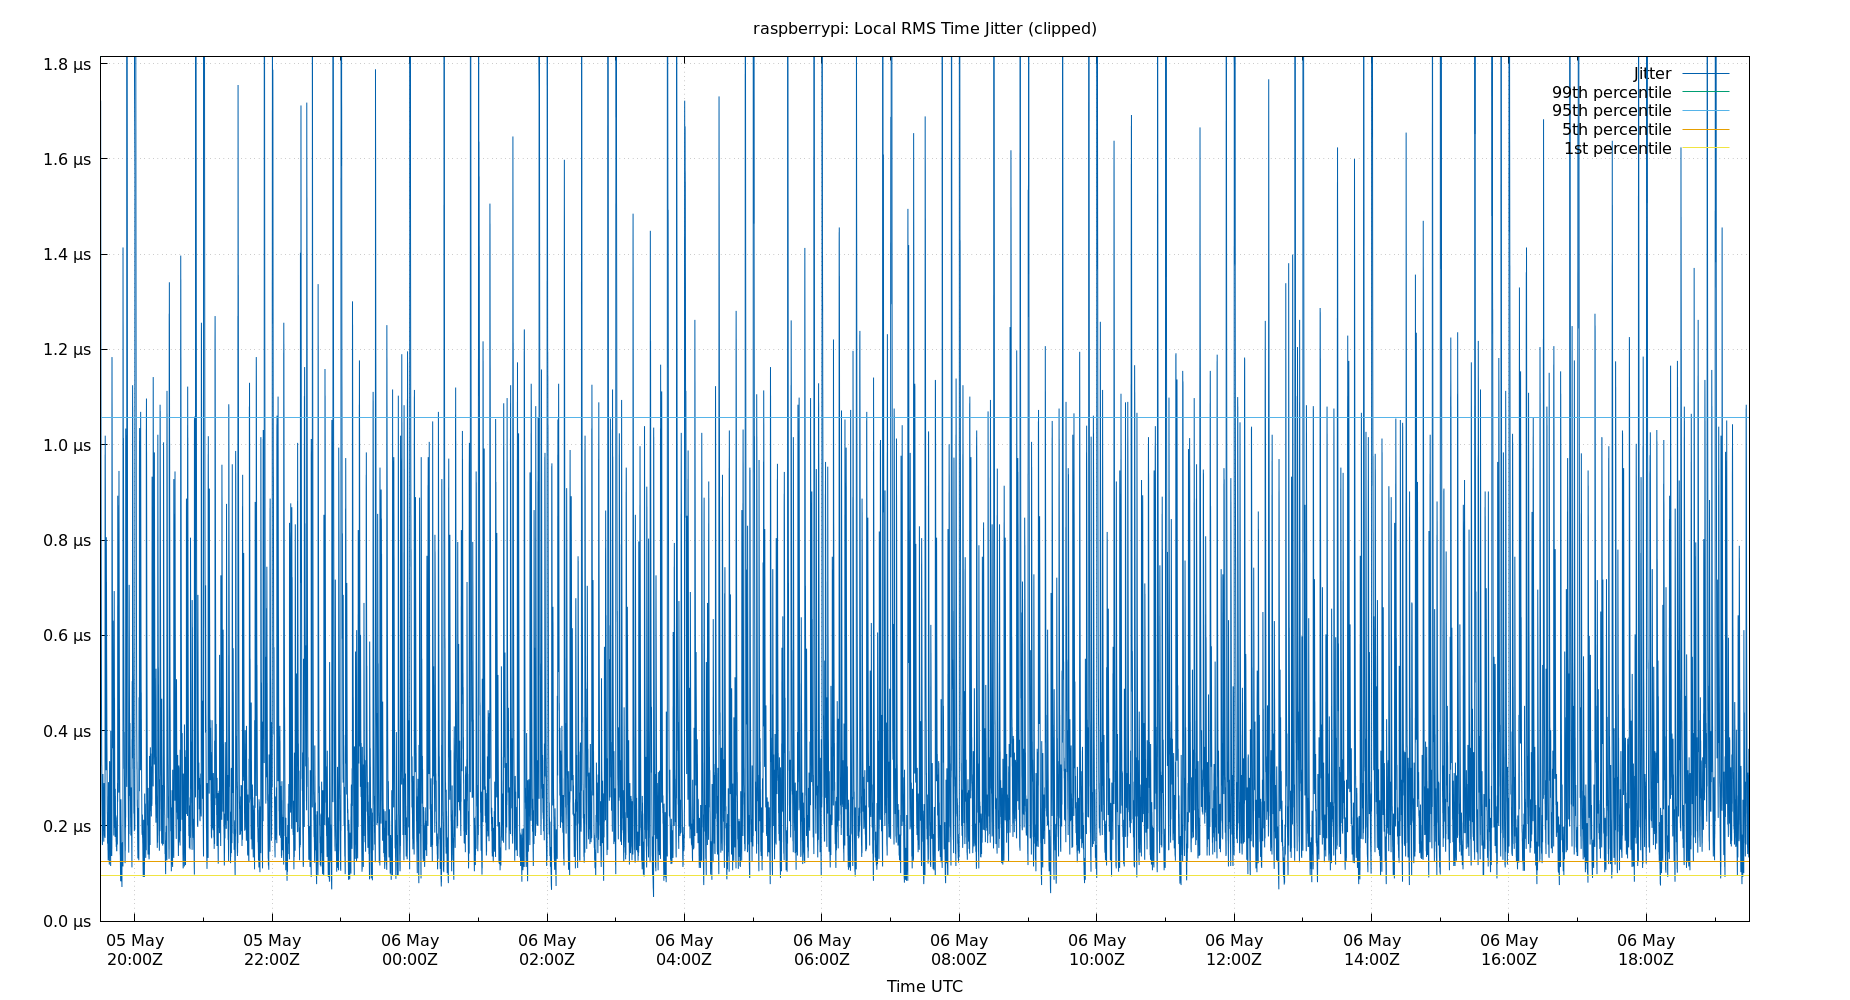 raspberrypi: Local RMS Time Jitter (clipped)
1.8 µs
1.6 µs
1.4 µs
1.2 µs
1.0 µs
0.8 µs
0.6 µs
0.4 µs
0.2 µs
0.0 µs
Jitter
99th percentile
95th percentile
5th percentile
1st percentile
05 May 05 May 06 May 06 May 06 May 06 May 06 May 06 May 06 May 06 May 06 May 06 May
20:00Z 22:00Z 00:00Z 02:00Z 04:00Z 06:00Z 08:00Z 10:00Z 12:00Z 14:00Z 16:00Z 18:00Z
Time UTC